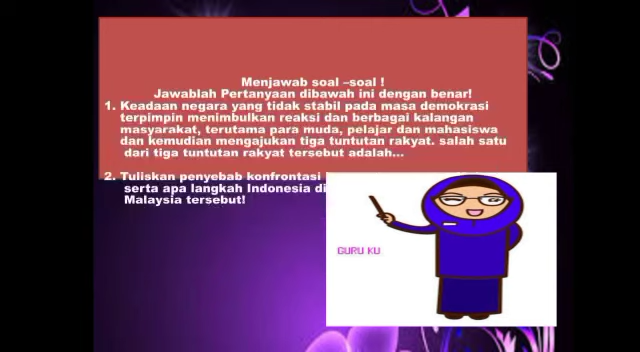 Menjawab soal –soal !
Jawablah Pertanyaan dibawah ini dengan benar!
1. Keadaan negara yang tidak stabil pada masa demokrasi
terpimpin menimbulkan reaksi dan berbagai kalangan
masyarakat, terutama para muda, pelajar dan mahasiswa
dan kemudian mengajukan tiga tuntutan rakyat. salah satu
dari tiga tuntutan rakyat tersebut adalah...
2. Tuliskan penyebab konfrontasi
serta apa langkah Indonesia di
Malaysia tersebut!
GURU KU